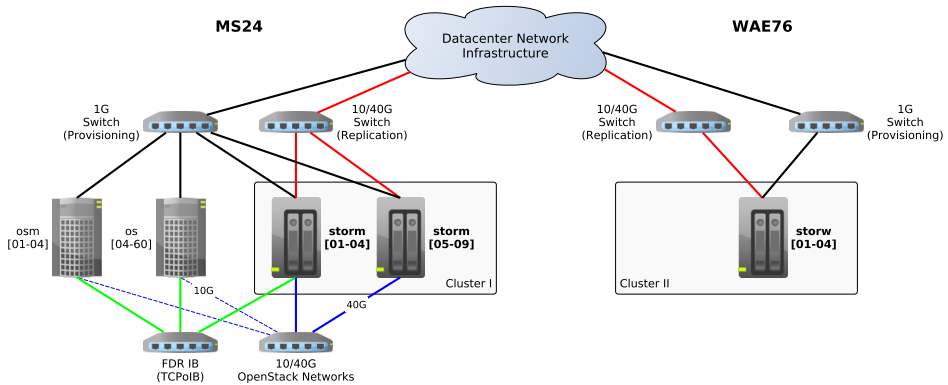 MS24
Datacenter Network
Infrastructure
WAE76
1G
Switch
(Provisioning)
10/40G
Switch
(Replication)
10/40G
Switch
(Replication)
1G
Switch
(Provisioning)
osm
[01-04]
os
[04-60]
storm
[01-04]
storm
[05-09]
Cluster I
storw
[01-04]
Cluster II
10G
40G
FDR IB
(TCPoIB)
10/40G
OpenStack Networks